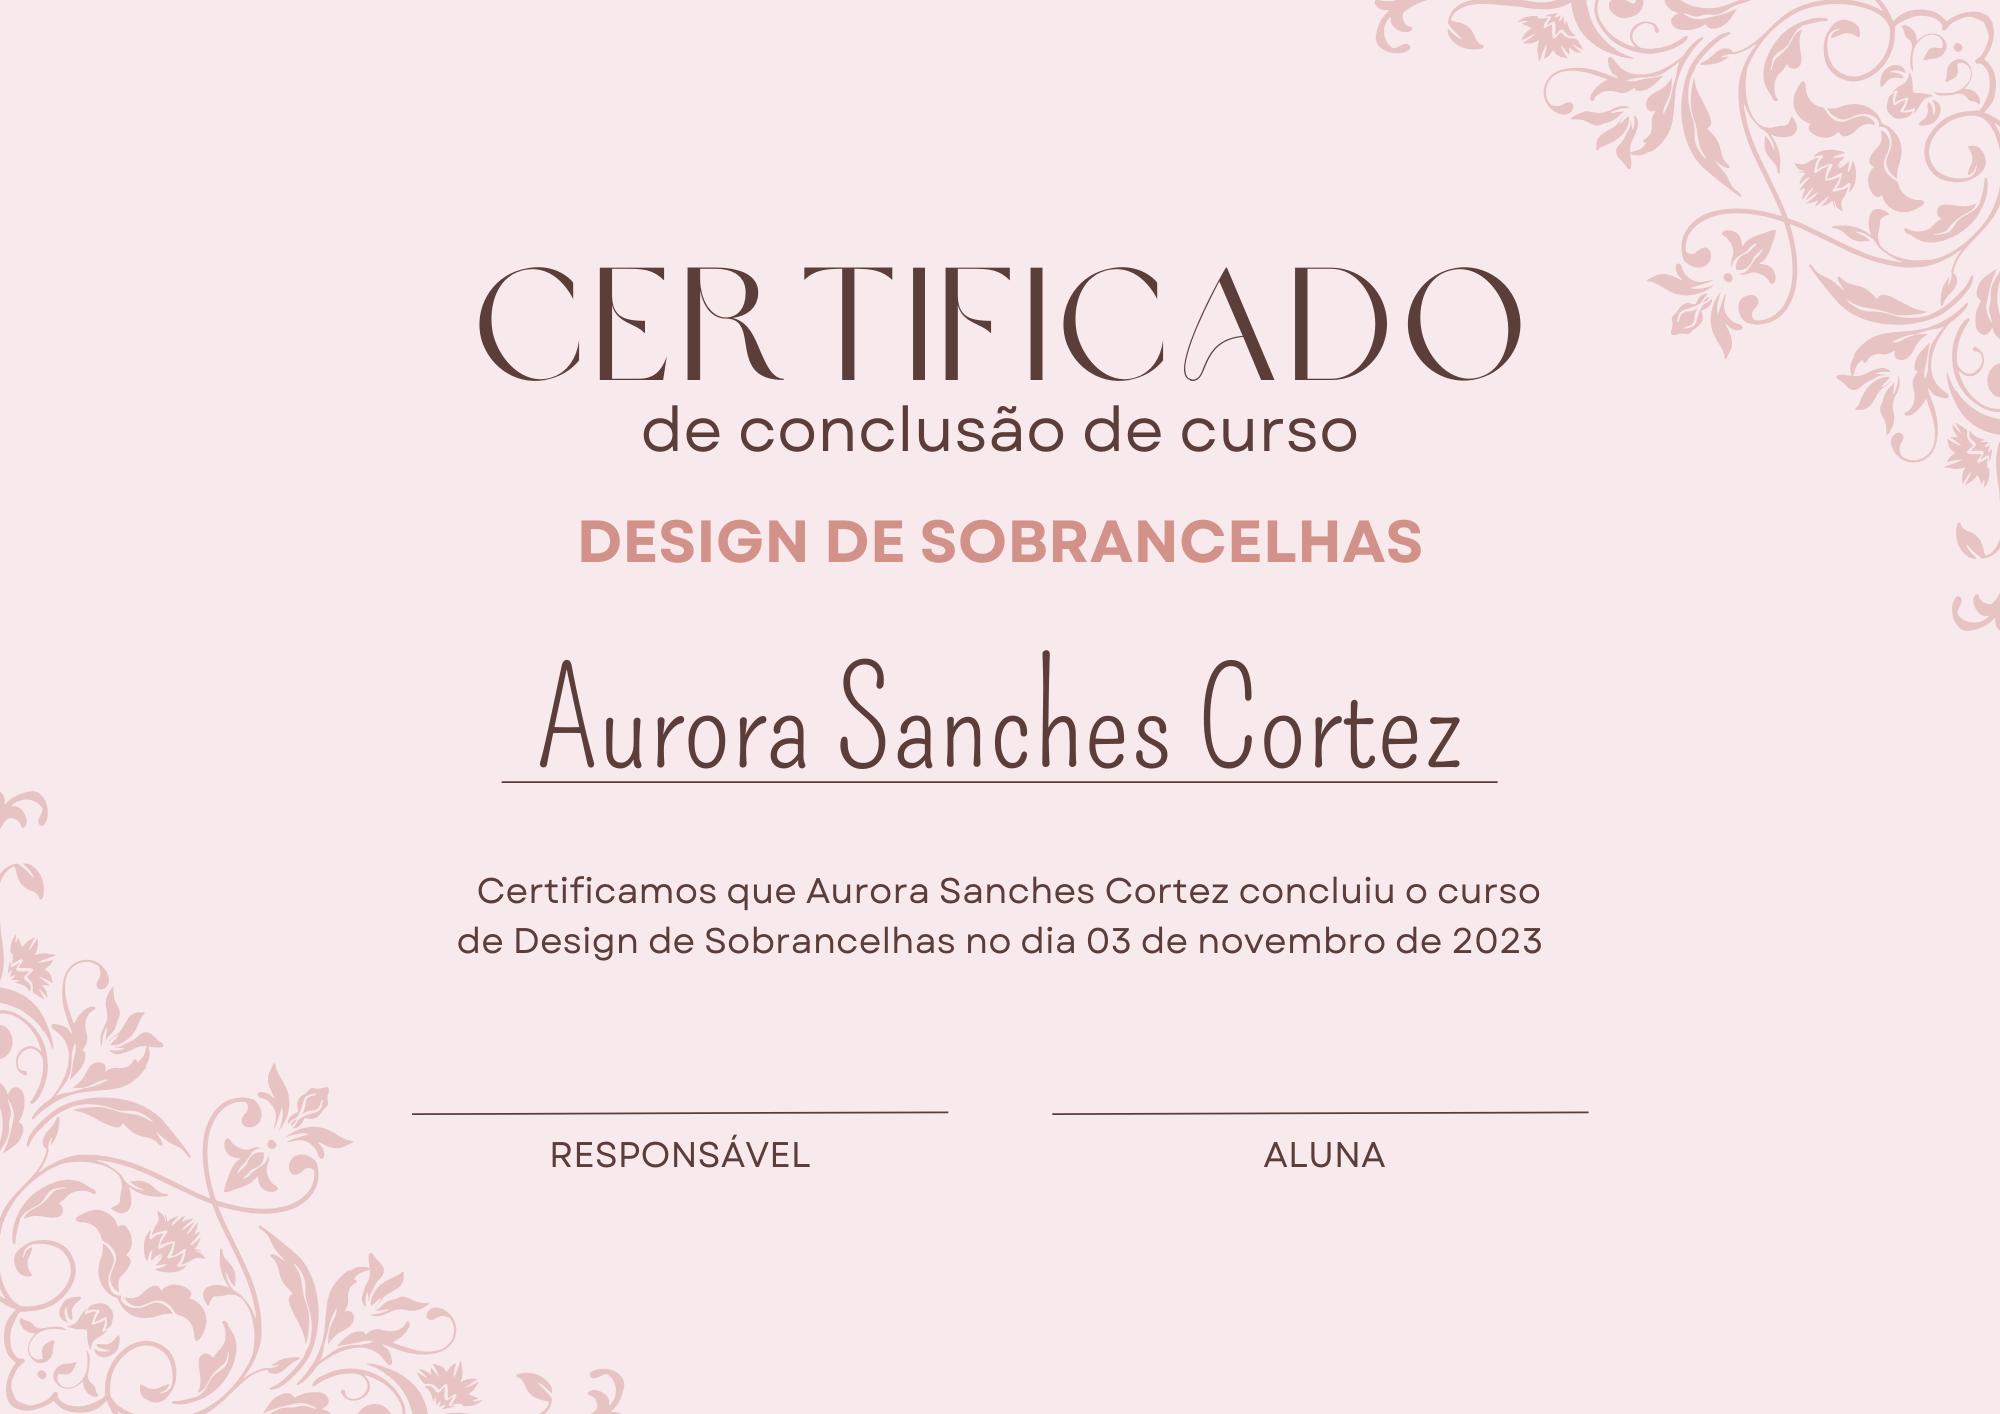 CERTIFICADO
de conclusão de curso
DESIGN DE SOBRANCELHAS
Aurora Sanches Cortez
Certificamos que Aurora Sanches Cortez concluiu o curso
de Design de Sobrancelhas no dia 03 de novembro de 2023
RESPONSÁVEL
ALUNA